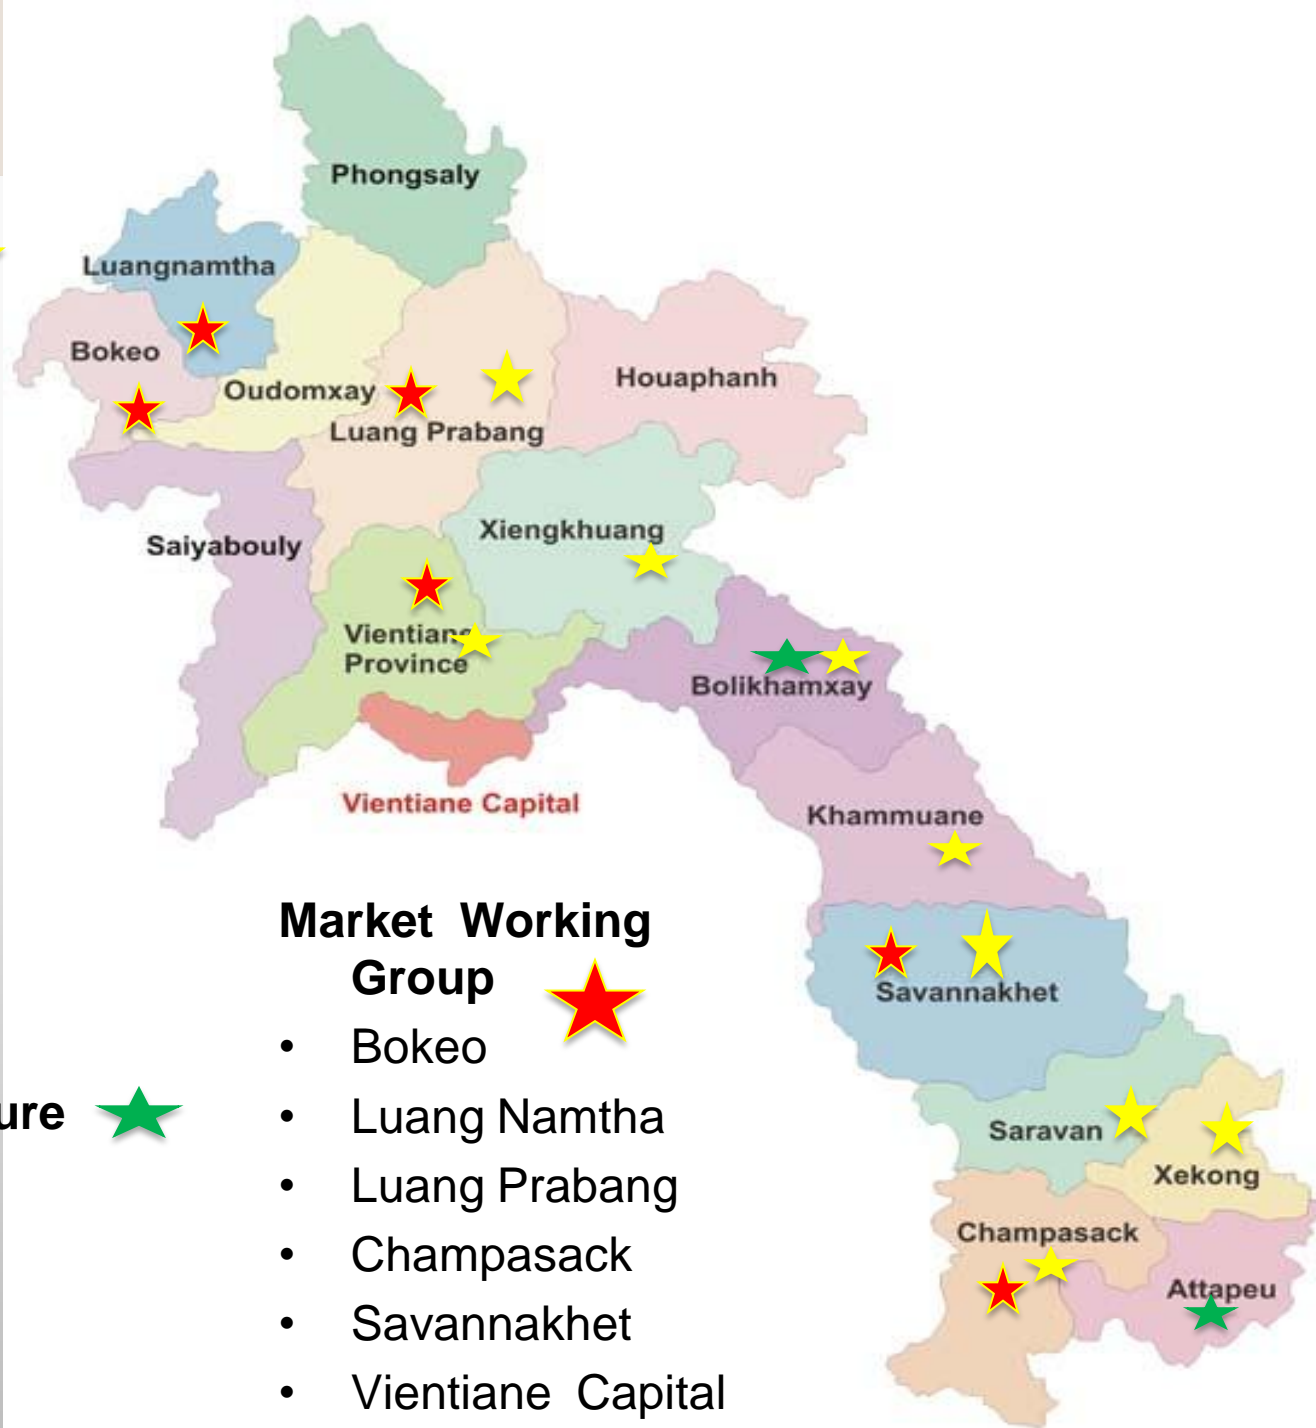 Phongsaly
Luangnamtha
Bokeo
Oudomxay
Houaphanh
Luang Prabang
Xiengkhuang
Saiyabouly
Vientiane
Province
Bolikhamxay
Vientiane Capital
Khammuane
Savannakhet
Saravan
Xekong
Champasack
Attapeu
Market Working
Group
• Bokeo
ure
• Luang Namtha
• Luang Prabang
• Champasack
• Savannakhet
• Vientiane Capital